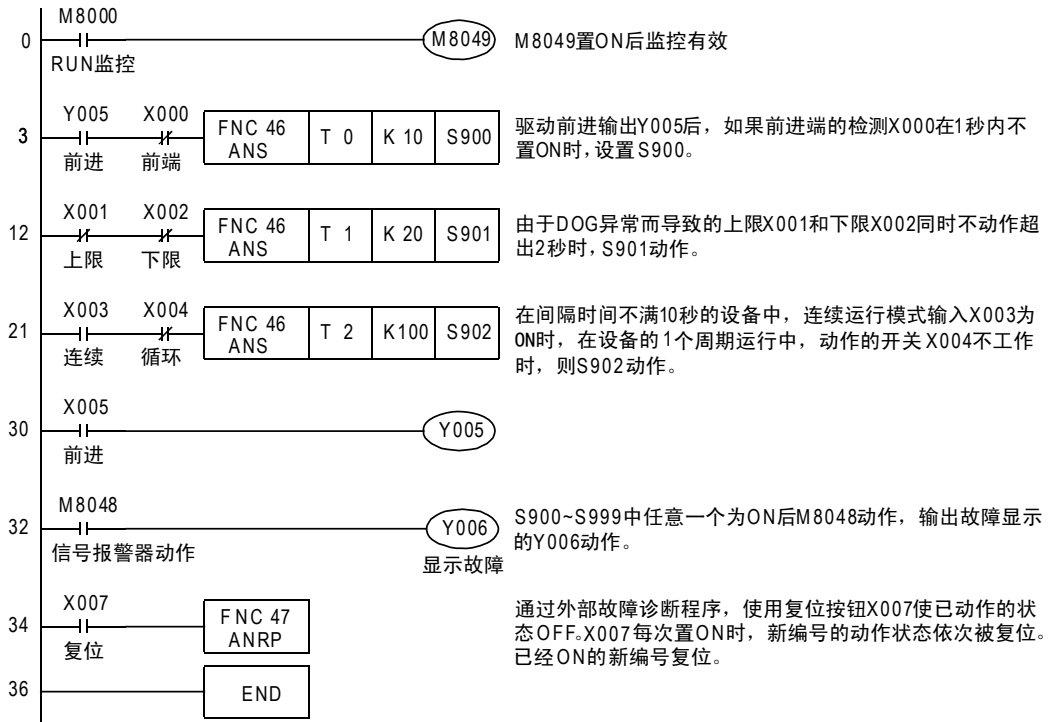 M8000
0 M8049 M8049置ON后监控有效
RUN监控
Y005 X000
3 FNC 46 ANS T 0 K 10 S900
前进 前端
驱动前进输出Y005后，如果前进端的检测X000在1秒内不
置ON时，设置S900。
X001 X002
12 FNC 46 ANS T 1 K 20 S901
上限 下限
由于DOG异常而导致的上限X001和下限X002同时不动作超
出2秒时，S901动作。
X003 X004
21 FNC 46 ANS T 2 K100 S902
连续 循环
在间隔时间不满10秒的设备中，连续运行模式输入X003为
ON时，在设备的1个周期运行中，动作的开关X004不工作
时，则S902动作。
X005
30 Y005
前进
M8048
32 Y006
信号报警器动作 显示故障
S900~S999中任意一个为ON后M8048动作，输出故障显示
的Y006动作。
X007
34 FNC 47 ANRP
复位
通过外部故障诊断程序，使用复位按钮X007使已动作的状
态OFF。X007每次置ON时，新编号的动作状态依次被复位。
已经ON的新编号复位。
36 END